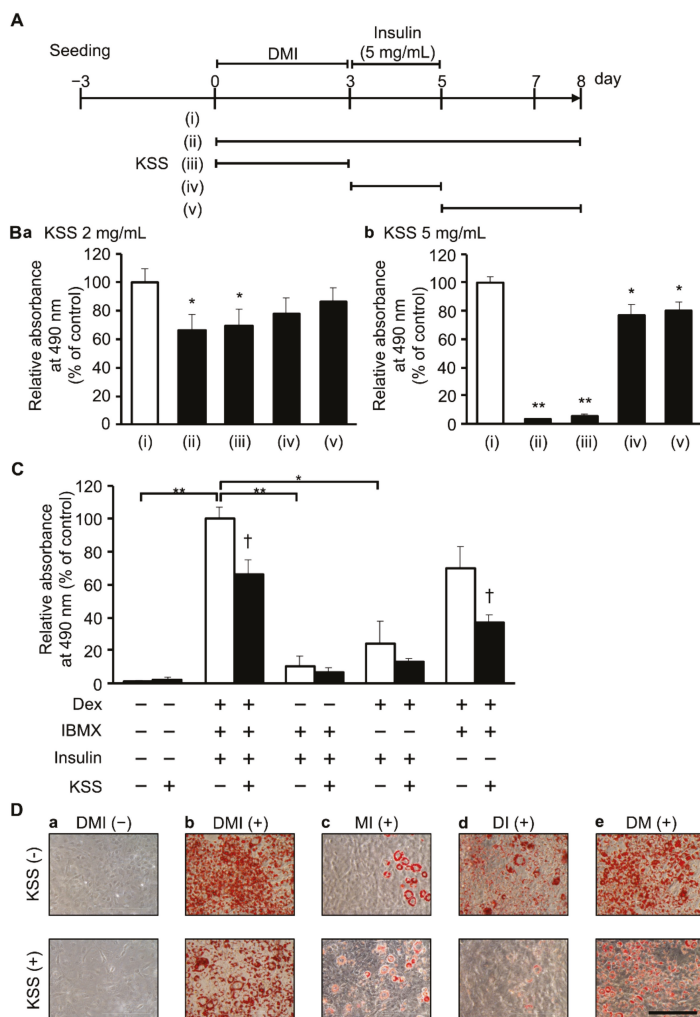 A
Seeding
DMI
Insulin
(5 mg/mL)
−3 0 3 5 7 8 day
(i)
(ii)
KSS (iii)
(iv)
(v)
Ba KSS 2 mg/mL
Relative absorbance
at 490 nm
(% of control)
120
100
80
60
40
20
0
* *
(i) (ii) (iii) (iv) (v)
b KSS 5 mg/mL
Relative absorbance
at 490 nm
(% of control)
120
100
80
60
40
20
0
** ** * *
(i) (ii) (iii) (iv) (v)
C
Relative absorbance
at 490 nm (% of control)
120
100
80
60
40
20
0
** ** *
† †
Dex − − + + − − + + + +
IBMX − − + + + + − − + +
Insulin − − + + + + + + − −
KSS − + − + − + − + − +
D
a DMI (−) b DMI (+) c MI (+) d DI (+) e DM (+)
KSS (-)
KSS (+)